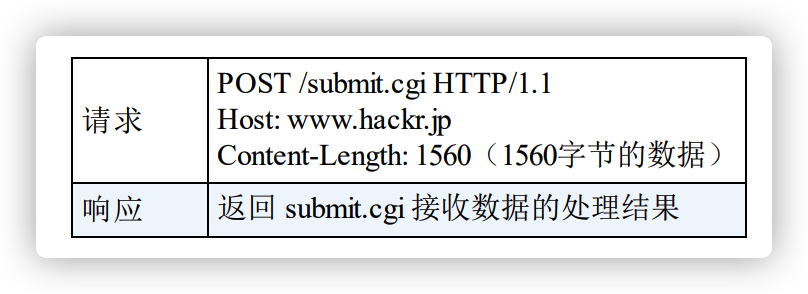 请求
POST /submit.cgi HTTP/1.1
Host: www.hackr.jp
Content-Length: 1560（1560字节的数据）
响应
返回 submit.cgi 接收数据的处理结果